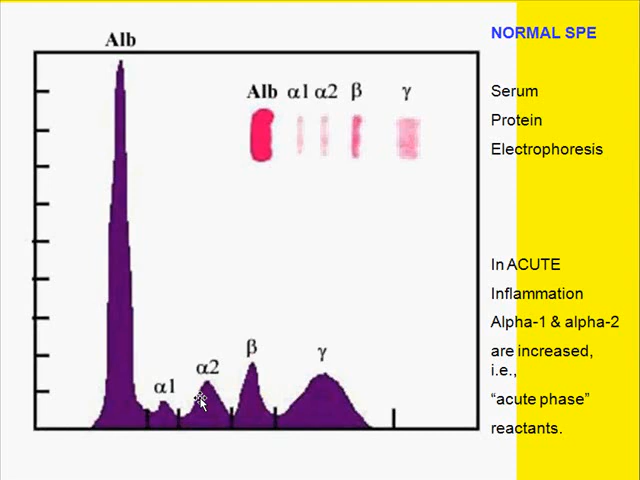 Alb
NORMAL SPE
Alb α1 α2 β γ
Serum
Protein
Electrophoresis
In ACUTE
Inflammation
Alpha-1 & alpha-2
are increased,
i.e.,
“acute phase”
reactants.
α1
α2
β
γ